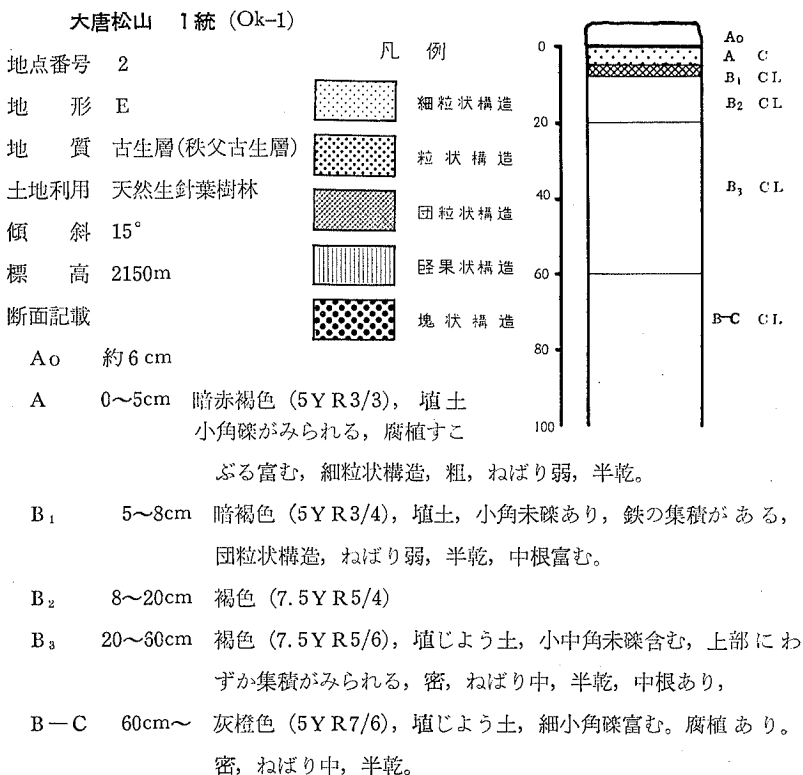 大唐松山 1統 (Ok-1)
地点番号 2
地形 E
地質 古生層(秩父古生層)
土地利用 天然生針葉樹林
傾斜 15°
標高 2150m
断面記載
凡例
細粒状構造
粒状構造
団粒状構造
堅果状構造
塊状構造
0
20
40
60
80
100
Ao
A C
B₁ CL
B₂ CL
B₃ CL
B-C CL
Ao 約6cm
A 0~5cm 暗赤褐色 (5YR3/3), 埴土
小角礫がみられる, 腐植すこ
ぶる富む, 細粒状構造, 粗, ねばり弱, 半乾。
B₁ 5~8cm 暗褐色 (5YR3/4), 埴土, 小角未礫あり, 鉄の集積がある,
団粒状構造, ねばり弱, 半乾, 中根富む。
B₂ 8~20cm 褐色 (7.5YR5/4)
B₃ 20~60cm 褐色 (7.5YR5/6), 埴じよう土, 小中角未礫含む, 上部にわ
ずか集積がみられる, 密, ねばり中, 半乾, 中根あり,
B-C 60cm~ 灰橙色 (5YR7/6), 埴じよう土, 細小角礫富む。腐植あり。
密, ねばり中, 半乾。